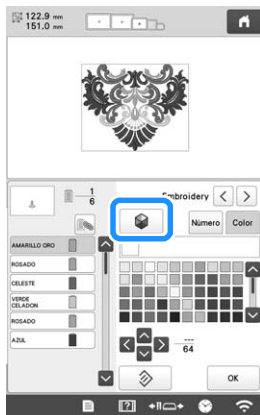 122.9 mm
151.0 mm
1
6
Embroidery
Número
Color
AMARILLO ORO
ROSADO
CELESTE
VERDE
CELADON
ROSADO
AZUL
---
64
OK